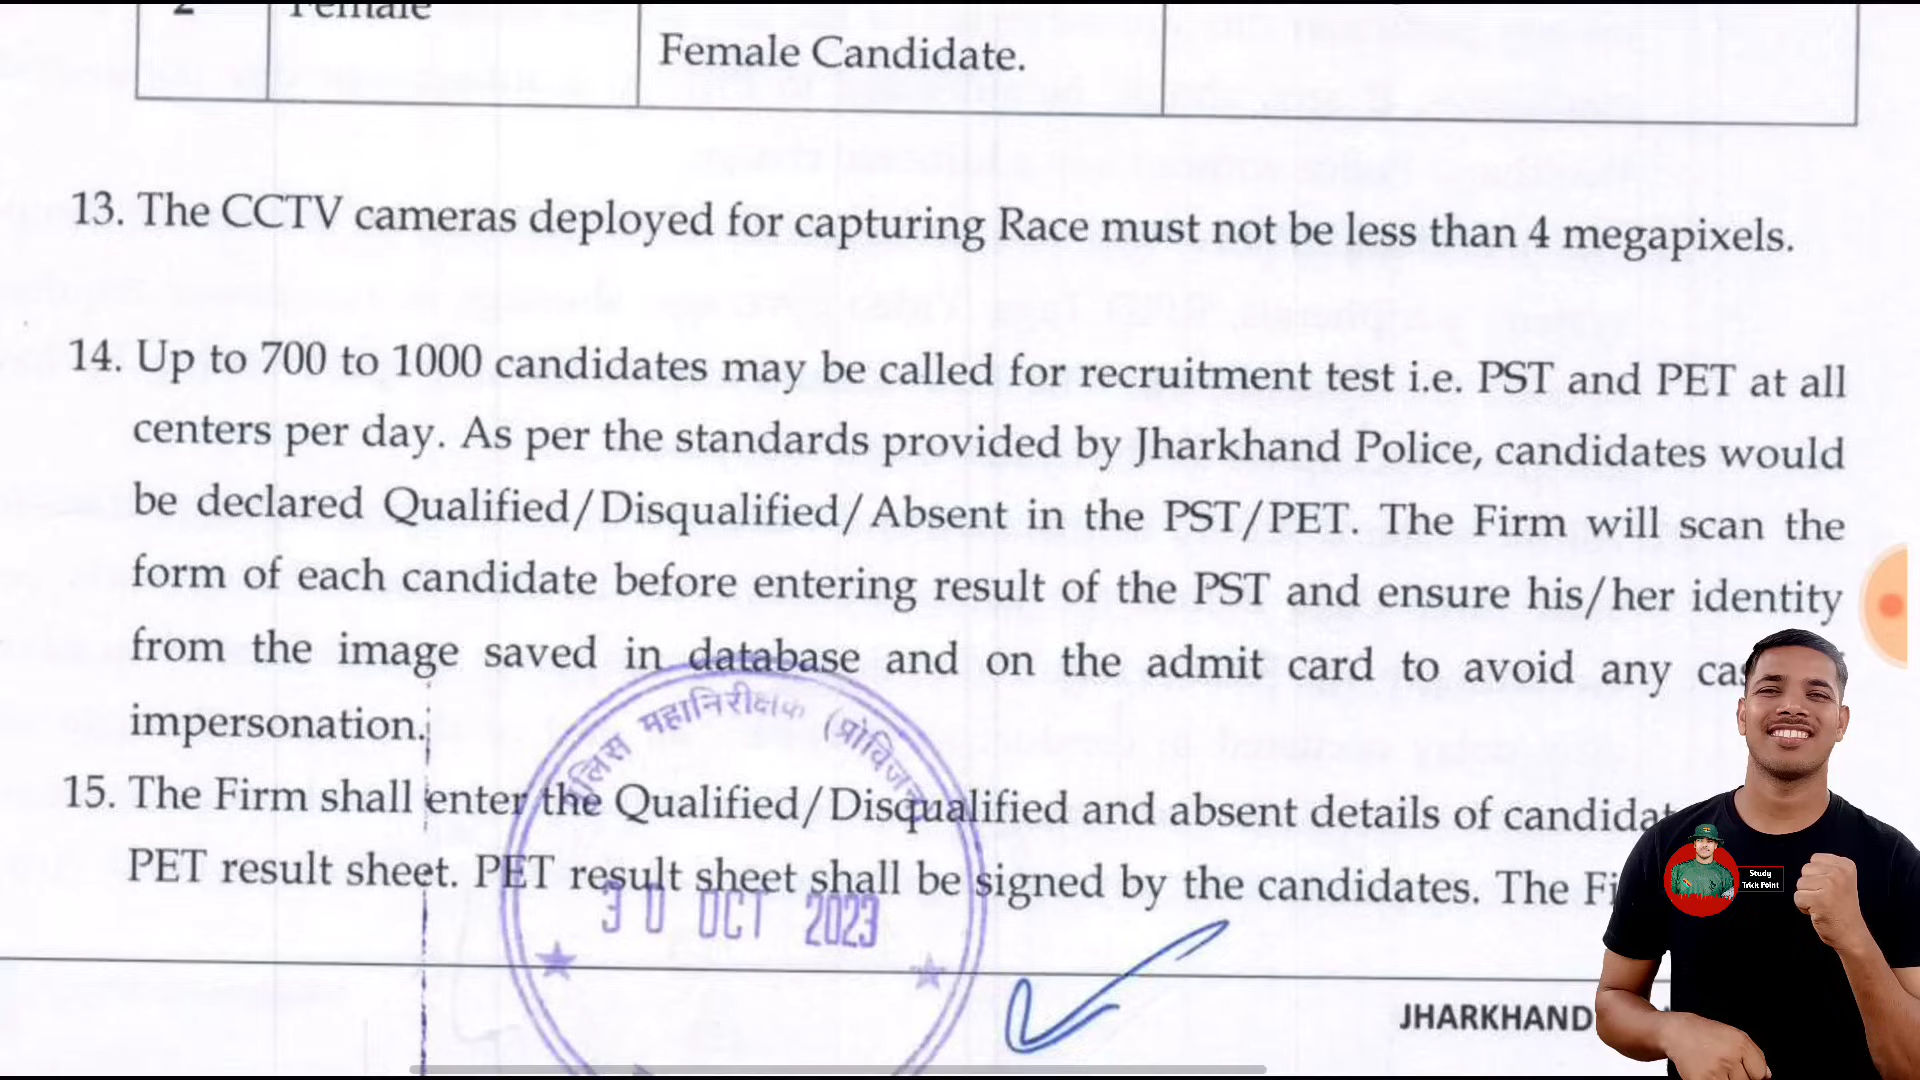 Female
Female Candidate.
13. The CCTV cameras deployed for capturing Race must not be less than 4 megapixels.
14. Up to 700 to 1000 candidates may be called for recruitment test i.e. PST and PET at all
centers per day. As per the standards provided by Jharkhand Police, candidates would
be declared Qualified/Disqualified/Absent in the PST/PET. The Firm will scan the
form of each candidate before entering result of the PST and ensure his/her identity
from the image saved in database and on the admit card to avoid any
impersonation.
पुलिस महानिरीक्षक
15. The Firm shall enter the Qualified/Disqualified and absent details of
PET result sheet. PET result sheet shall be signed by the candidates. The
Study
Trick Point
30 OCT 2023
JHARKHAND